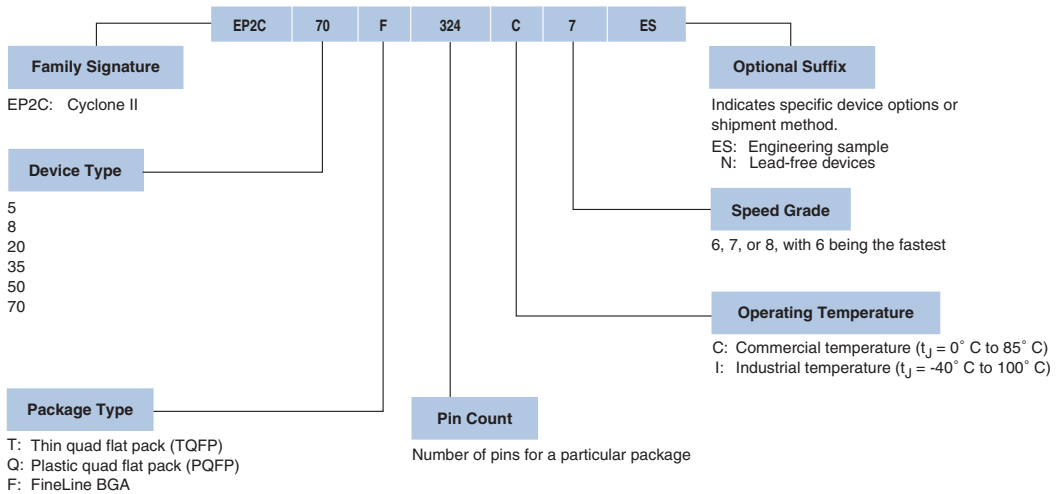 EP2C 70 F 324 C 7 ES
Family Signature
EP2C: Cyclone II
Device Type
5
8
20
35
50
70
Package Type
T: Thin quad flat pack (TQFP)
Q: Plastic quad flat pack (PQFP)
F: FineLine BGA
Pin Count
Number of pins for a particular package
Optional Suffix
Indicates specific device options or
shipment method.
ES: Engineering sample
N: Lead-free devices
Speed Grade
6, 7, or 8, with 6 being the fastest
Operating Temperature
C: Commercial temperature (tJ = 0˚ C to 85˚ C)
I: Industrial temperature (tJ = -40˚ C to 100˚ C)